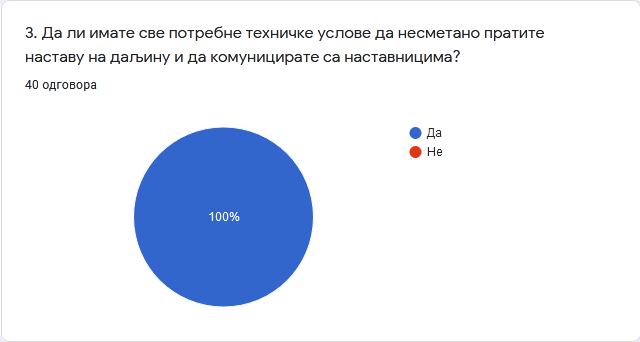 3. Да ли имате све потребне техничке услове да несметано пратите
наставу на даљину и да комуницирате са наставницима?
40 одговора
Да
Не
100%